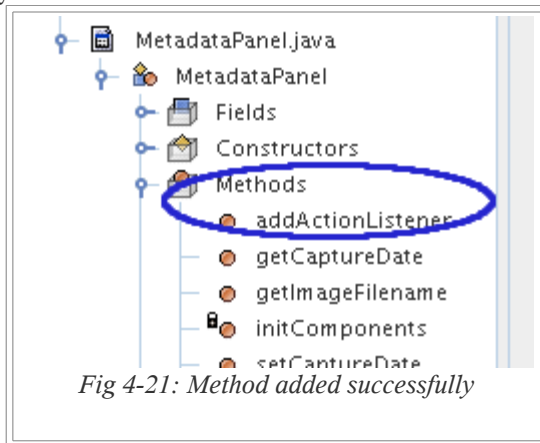 MetadataPanel.java
MetadataPanel
Fields
Constructors
Methods
addActionListener
getCaptureDate
getImageFilename
initComponents
setCaptureDate
Fig 4-21: Method added successfully